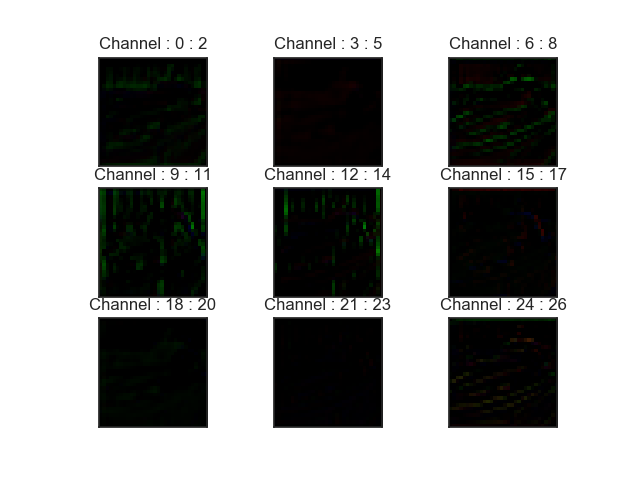 Channel : 0 : 2
Channel : 3 : 5
Channel : 6 : 8
Channel : 9 : 11
Channel : 12 : 14
Channel : 15 : 17
Channel : 18 : 20
Channel : 21 : 23
Channel : 24 : 26